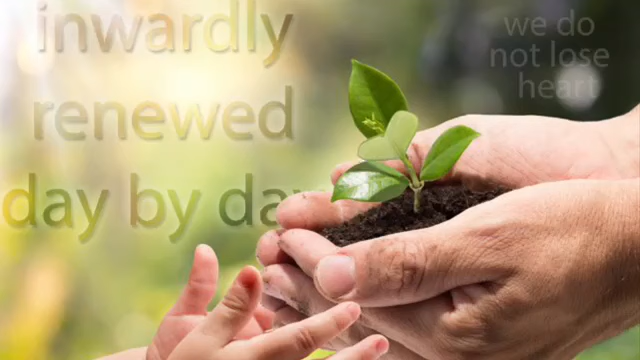 we do
not lose
heart
inwardly
renewed
day by day